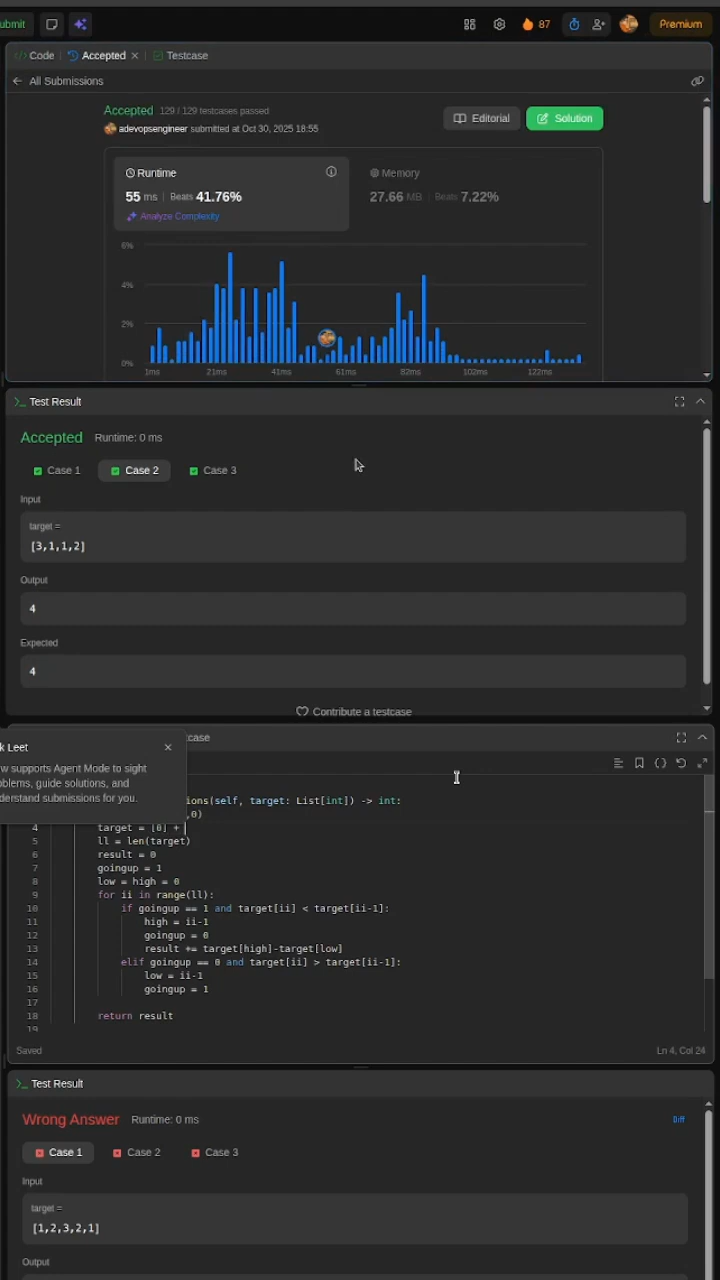 ubmit
87
Premium
Code
Accepted
Testcase
All Submissions
Accepted 129 / 129 testcases passed
adevopsengineer submitted at Oct 30, 2025 18:55
Editorial
Solution
Runtime
55 ms | Beats 41.76%
Analyze Complexity
Memory
27.66 MB | Beats 7.22%
6%
4%
2%
0%
1ms 21ms 41ms 61ms 82ms 102ms 122ms
Test Result
Accepted Runtime: 0 ms
Case 1 Case 2 Case 3
Input
target =
[3,1,1,2]
Output
4
Expected
4
Contribute a testcase
k Leet
w supports Agent Mode to sight
oblems, guide solutions, and
derstand submissions for you.
case
ions(self, target: List[int]) -> int:
,0)
4 target = [0] +
5 ll = len(target)
6 result = 0
7 goingup = 1
8 low = high = 0
9 for ii in range(ll):
10 if goingup == 1 and target[ii] < target[ii-1]:
11 high = ii-1
12 goingup = 0
13 result += target[high]-target[low]
14 elif goingup == 0 and target[ii] > target[ii-1]:
15 low = ii-1
16 goingup = 1
17
18 return result
19
Saved
Ln 4, Col 24
Test Result
Wrong Answer Runtime: 0 ms
Diff
Case 1 Case 2 Case 3
Input
target =
[1,2,3,2,1]
Output